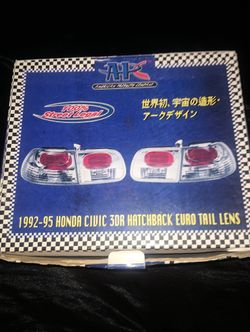 AHR
100%
Street Legal
世界初,宇宙の造形・
アークデザイン
1992-95 HONDA CIVIC 3DR HATCHBACK EURO TAIL LENS